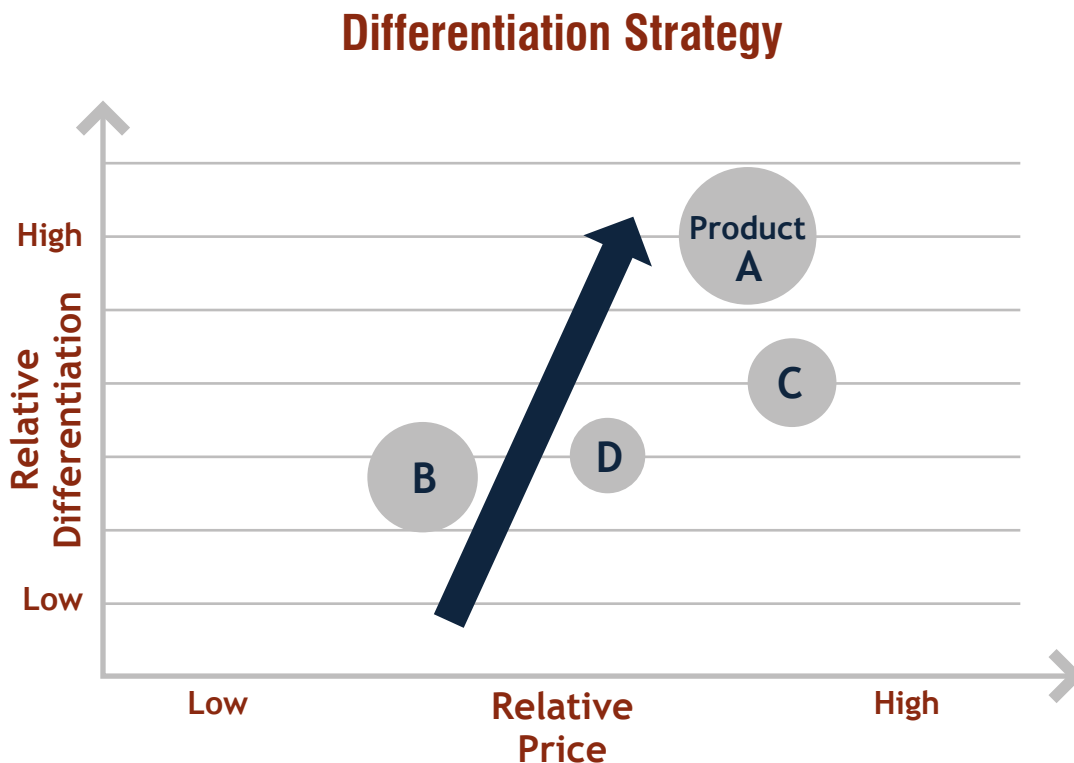 Differentiation Strategy
High
Product
A
Relative
Differentiation
C
B
D
Low
Low
Relative
Price
High